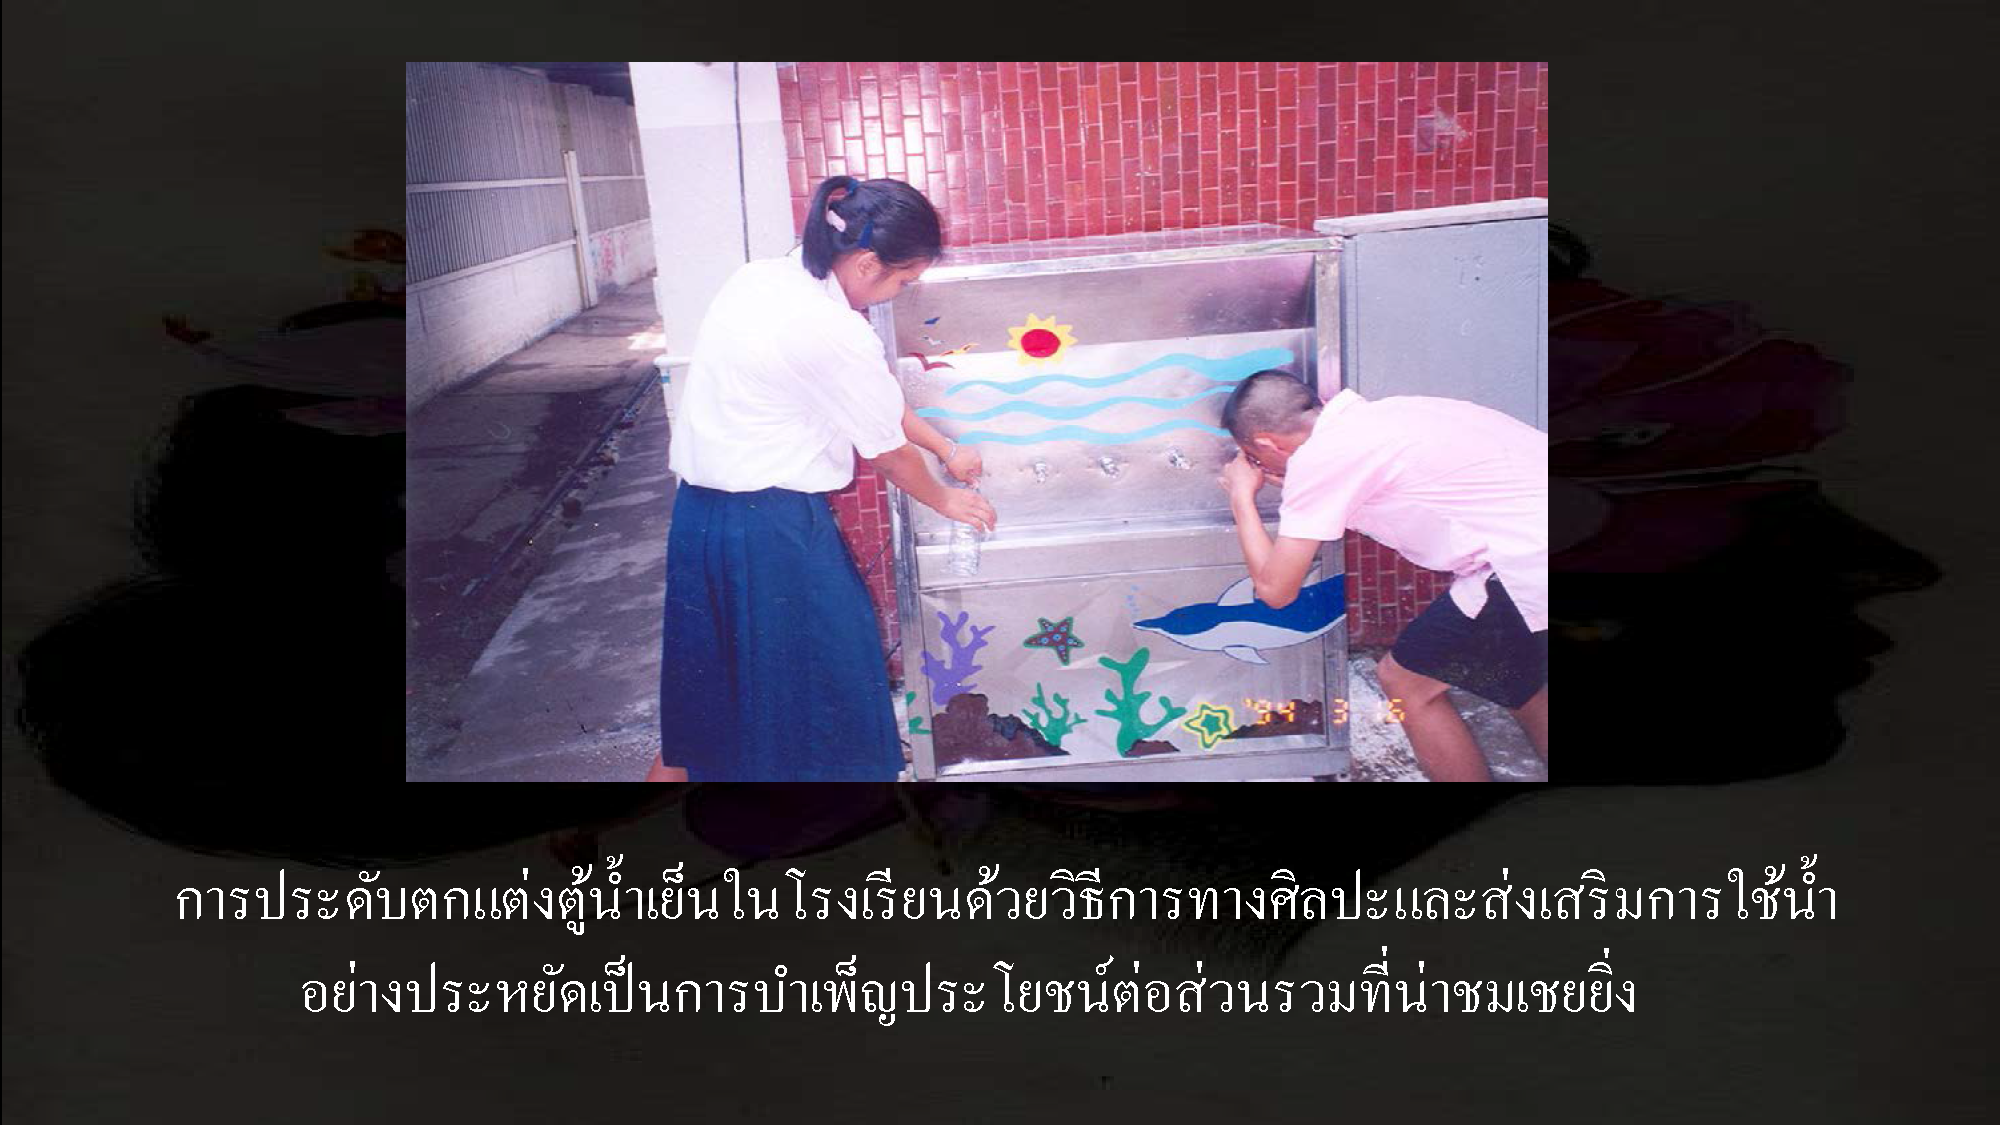 '94 3 16
การประดับตกแต่งตู้น้ำเย็นในโรงเรียนด้วยวิธีการทางศิลปะและส่งเสริมการใช้น้ำ
อย่างประหยัดเป็นการบำเพ็ญประโยชน์ต่อส่วนรวมที่น่าชมเชยยิ่ง